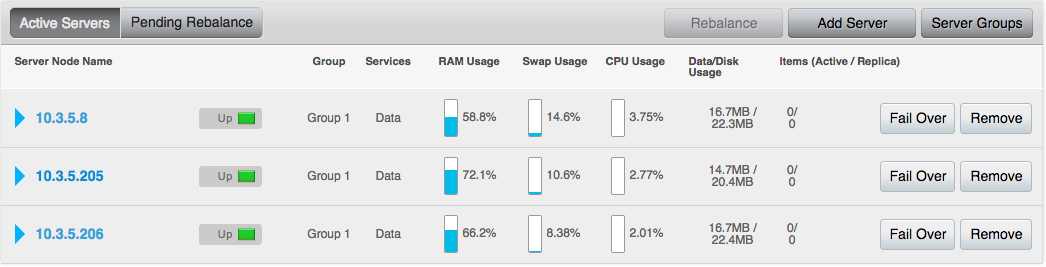 Active Servers Pending Rebalance Rebalance Add Server Server Groups
Server Node Name Group Services RAM Usage Swap Usage CPU Usage Data/Disk Usage Items (Active / Replica)
10.3.5.8 Up Group 1 Data 58.8% 14.6% 3.75% 16.7MB / 22.3MB 0/ 0 Fail Over Remove
10.3.5.205 Up Group 1 Data 72.1% 10.6% 2.77% 14.7MB / 20.4MB 0/ 0 Fail Over Remove
10.3.5.206 Up Group 1 Data 66.2% 8.38% 2.01% 16.7MB / 22.4MB 0/ 0 Fail Over Remove